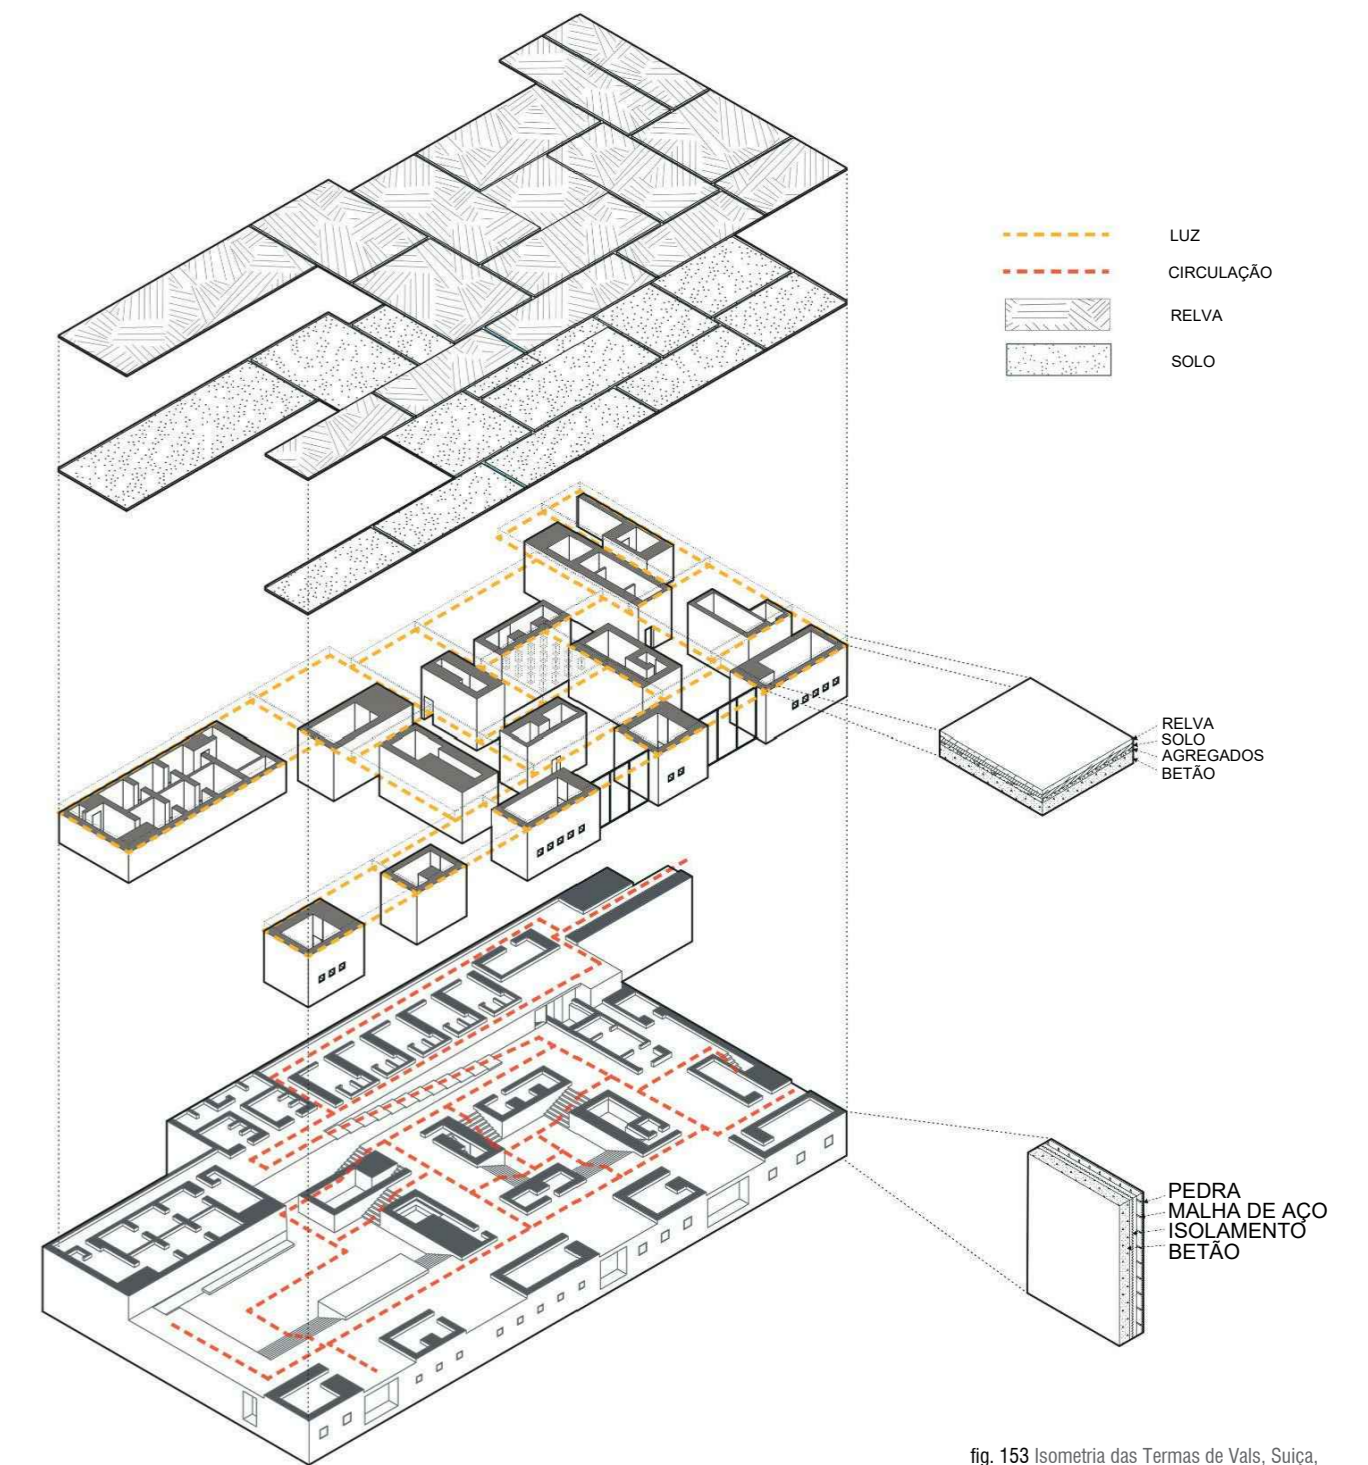 LUZ
CIRCULAÇÃO
RELVA
SOLO
RELVA
SOLO
AGREGADOS
BETÃO
PEDRA
MALHA DE AÇO
ISOLAMENTO
BETÃO
fig. 153 Isometria das Termas de Vals, Suiça,